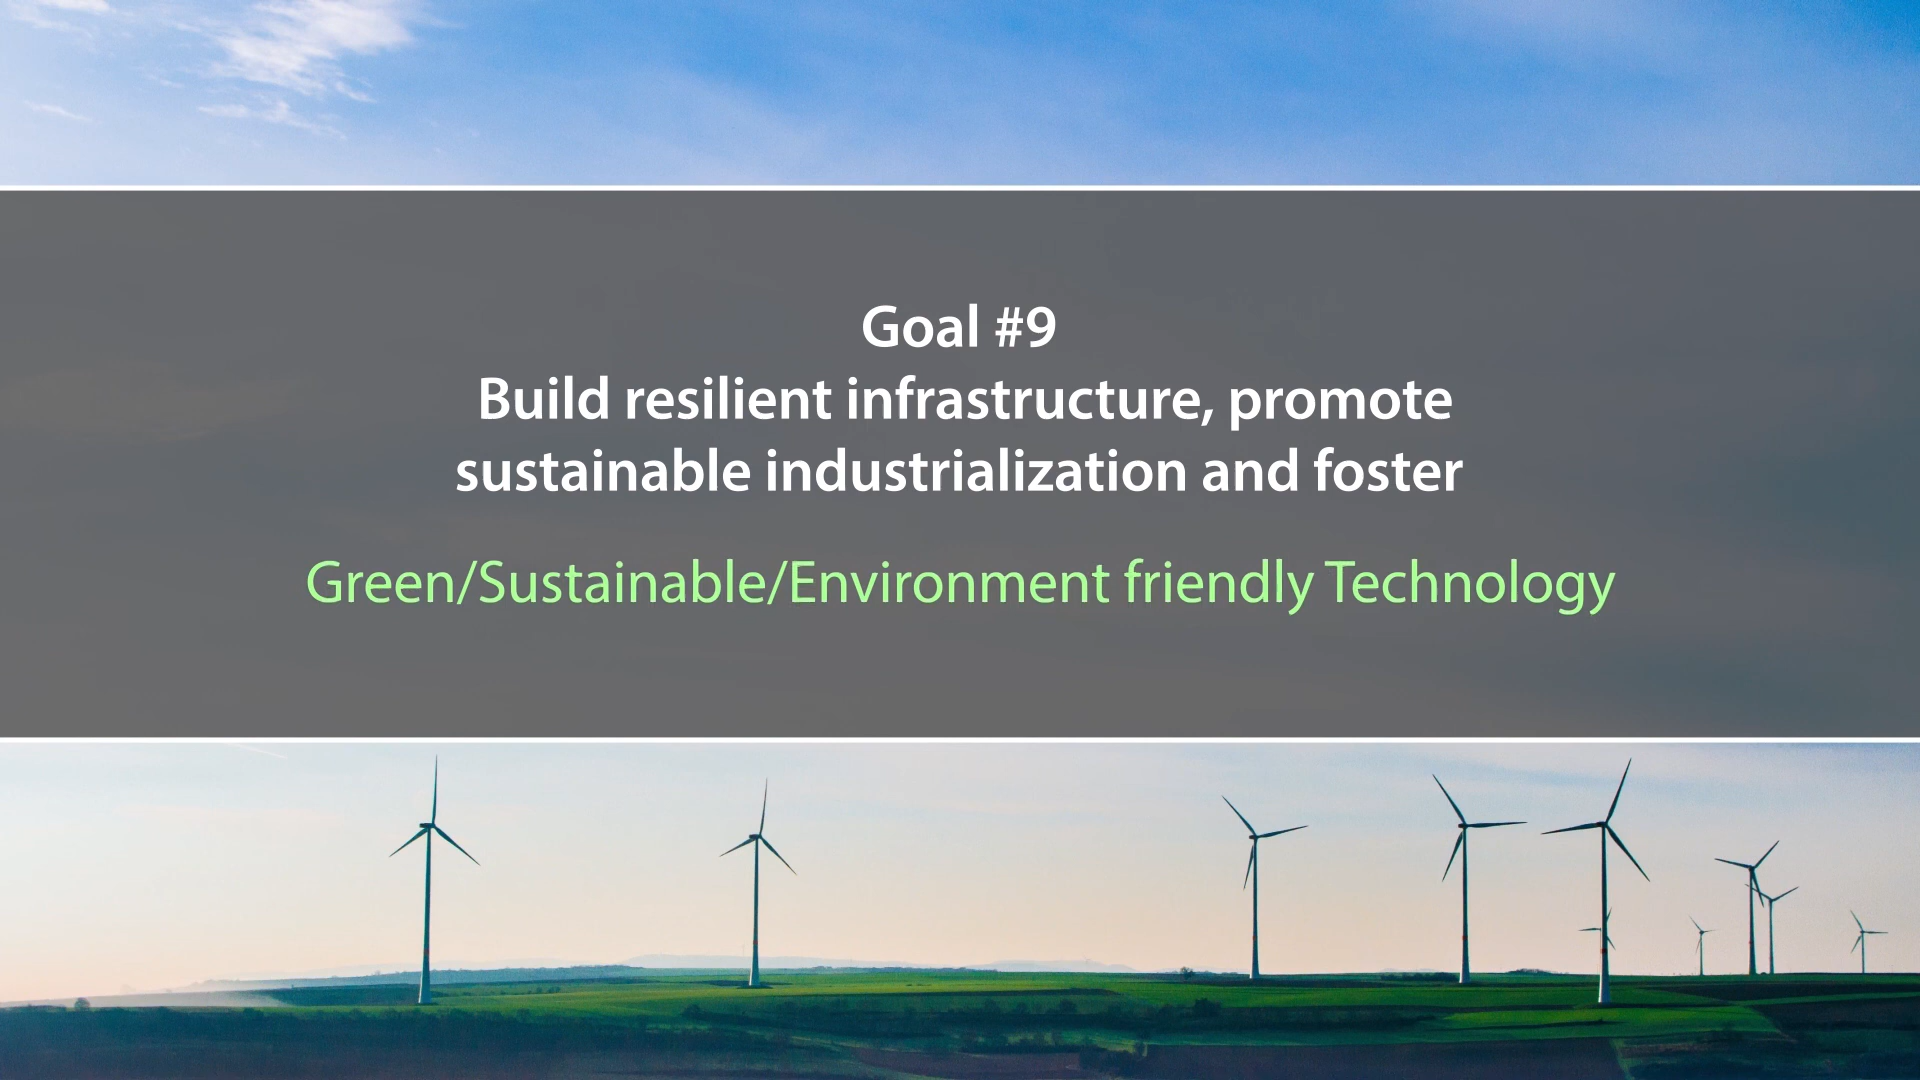 Goal #9
Build resilient infrastructure, promote
sustainable industrialization and foster
Green/Sustainable/Environment friendly Technology